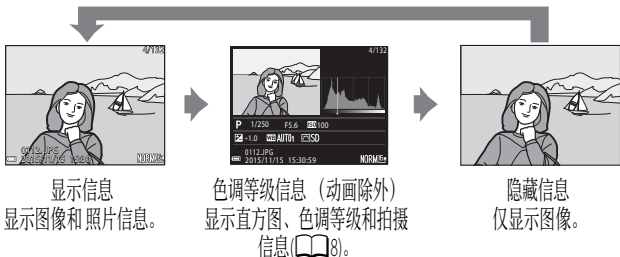 4/132
0112.JPG
2015/11/15 15:30
NORM
4/132
P 1/250 F5.6 ISO 100
+1.0 WB AUTO1 SD
0112.JPG
2015/11/15 15:30:59 NORM
显示信息
显示图像和 照片信息。
色调等级信息 （动画除外）
显示直方图、色调等级和拍摄
信息(8)。
隐藏信息
仅显示图像。